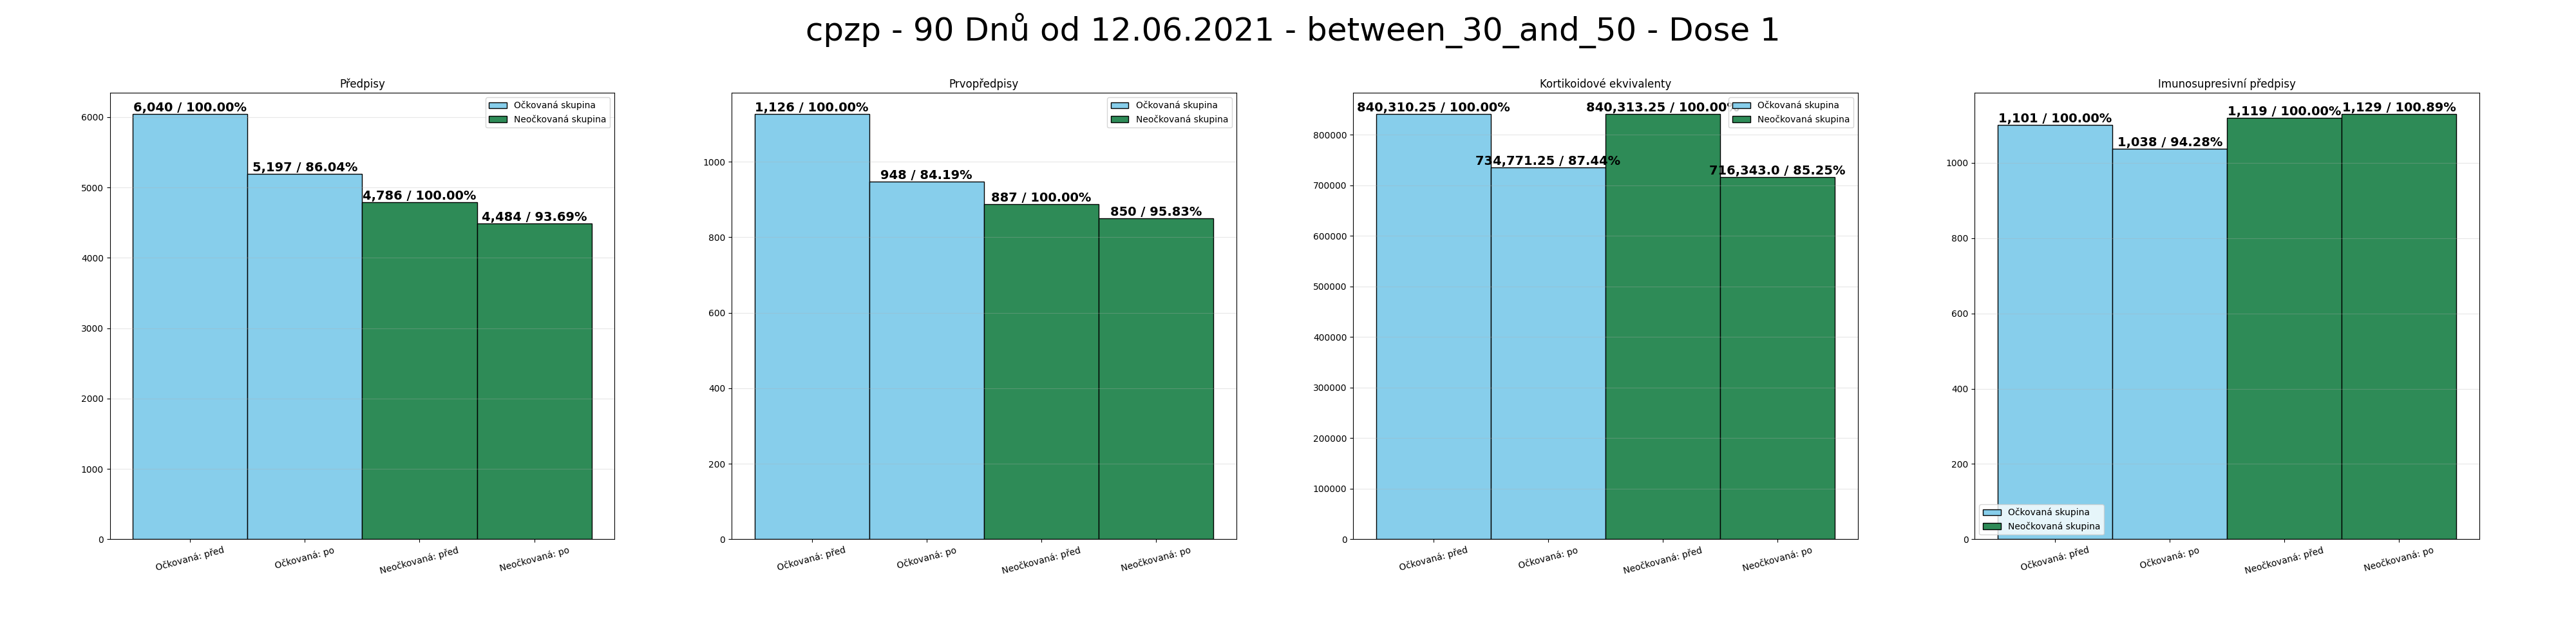 cpzp - 90 Dnů od 12.06.2021 - between_30_and_50 - Dose 1
Předpisy
6,040 / 100.00%
5,197 / 86.04%
4,786 / 100.00%
4,484 / 93.69%
Očkovaná skupina
Neočkovaná skupina
6000
5000
4000
3000
2000
1000
0
Očkovaná: před
Očkovaná: po
Neočkovaná: před
Neočkovaná: po
Prvopředpisy
1,126 / 100.00%
948 / 84.19%
887 / 100.00%
850 / 95.83%
Očkovaná skupina
Neočkovaná skupina
1000
800
600
400
200
0
Očkovaná: před
Očkovaná: po
Neočkovaná: před
Neočkovaná: po
Kortikoidové ekvivalenty
840,310.25 / 100.00%
734,771.25 / 87.44%
840,313.25 / 100.00%
716,343.0 / 85.25%
Očkovaná skupina
Neočkovaná skupina
800000
700000
600000
500000
400000
300000
200000
100000
0
Očkovaná: před
Očkovaná: po
Neočkovaná: před
Neočkovaná: po
Imunosupresivní předpisy
1,101 / 100.00%
1,038 / 94.28%
1,119 / 100.00%
1,129 / 100.89%
1000
800
600
400
200
0
Očkovaná skupina
Neočkovaná skupina
Očkovaná: před
Očkovaná: po
Neočkovaná: před
Neočkovaná: po